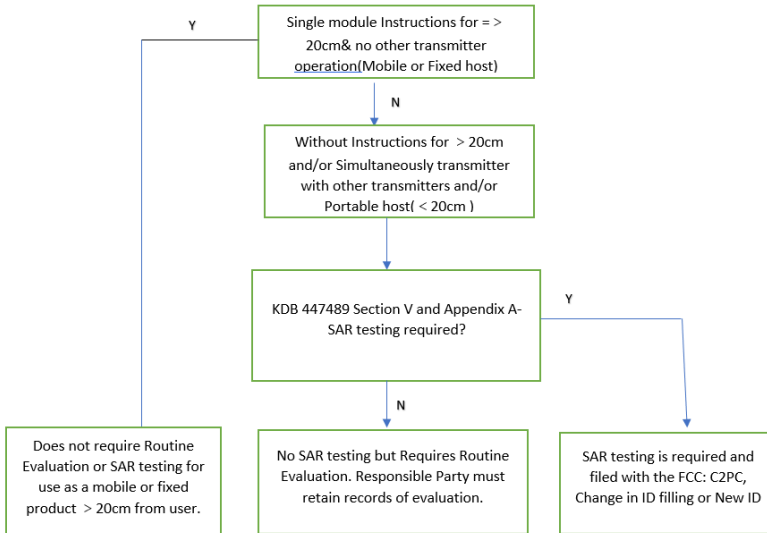 Single module Instructions for = >
20cm& no other transmitter
operation(Mobile or Fixed host)
Y
N
Without Instructions for > 20cm
and/or Simultaneously transmitter
with other transmitters and/or
Portable host( < 20cm )
KDB 447489 Section V and Appendix A-
SAR testing required?
Y
N
Does not require Routine
Evaluation or SAR testing for
use as a mobile or fixed
product > 20cm from user.
No SAR testing but Requires Routine
Evaluation. Responsible Party must
retain records of evaluation.
SAR testing is required and
filed with the FCC: C2PC,
Change in ID filling or New ID